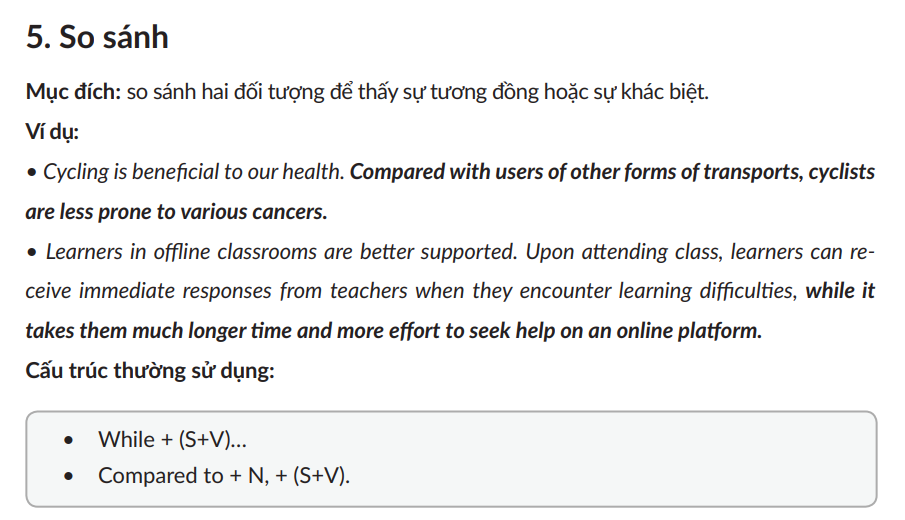 5. So sánh
Mục đích: so sánh hai đối tượng để thấy sự tương đồng hoặc sự khác biệt.
Ví dụ:
• Cycling is beneficial to our health. Compared with users of other forms of transports, cyclists
are less prone to various cancers.
• Learners in offline classrooms are better supported. Upon attending class, learners can re-
ceive immediate responses from teachers when they encounter learning difficulties, while it
takes them much longer time and more effort to seek help on an online platform.
Cấu trúc thường sử dụng:
• While + (S+V)...
• Compared to + N, + (S+V).